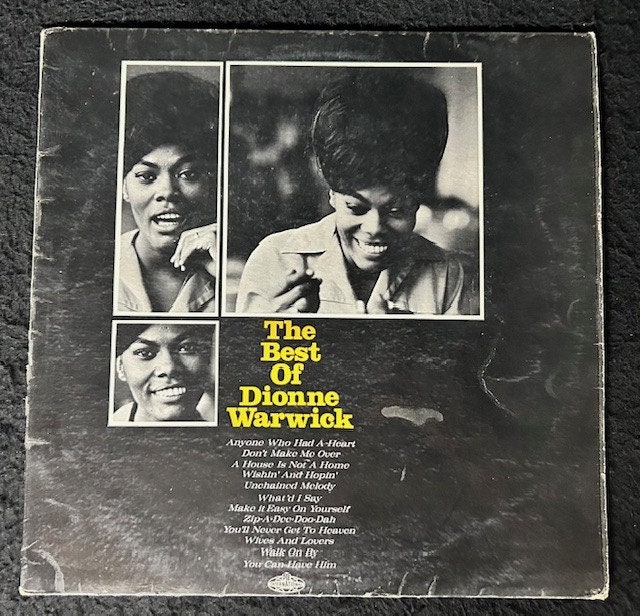 The
Best
Of
Dionne
Warwick
Anyone Who Had A Heart
Don't Make Me Over
A House Is Not A Home
Wishin' And Hopin'
Unchained Melody
What'd I Say
Make it Easy On Yourself
Zip-A-Dee-Doo-Dah
You'll Never Get To Heaven
Wives And Lovers
Walk On By
You Can Have Him